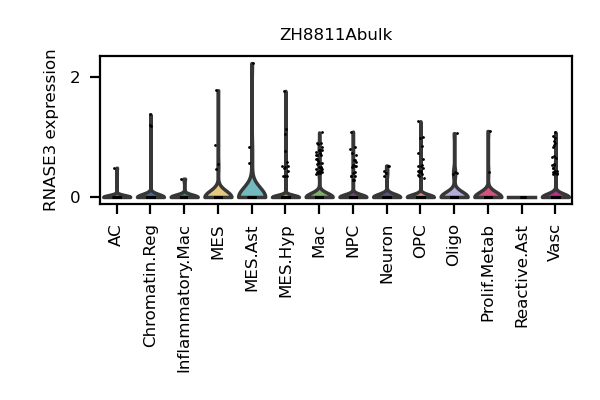 ZH8811Abulk
RNASE3 expression
2
0
AC
Chromatin.Reg
Inflammatory.Mac
MES
MES.Ast
MES.Hyp
Mac
NPC
Neuron
OPC
Oligo
Prolif.Metab
Reactive.Ast
Vasc